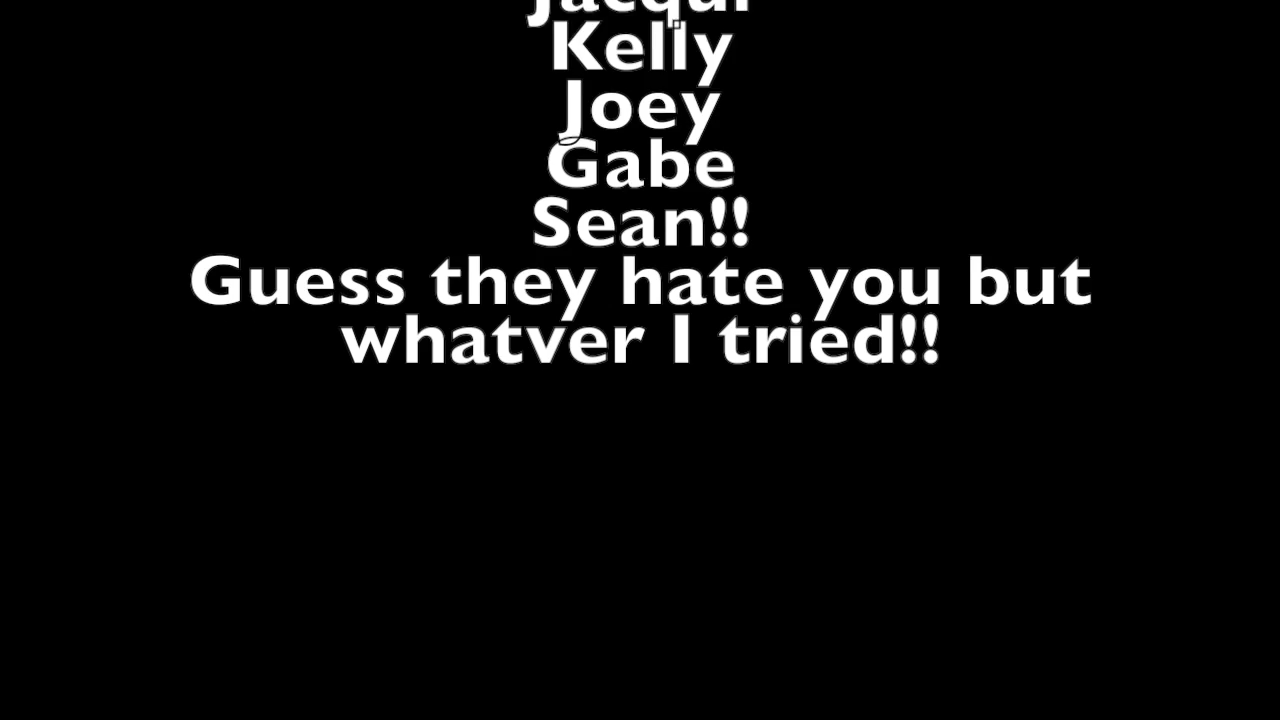 Jacqui
Kelly
Joey
Gabe
Sean!!
Guess they hate you but
whatver I tried!!